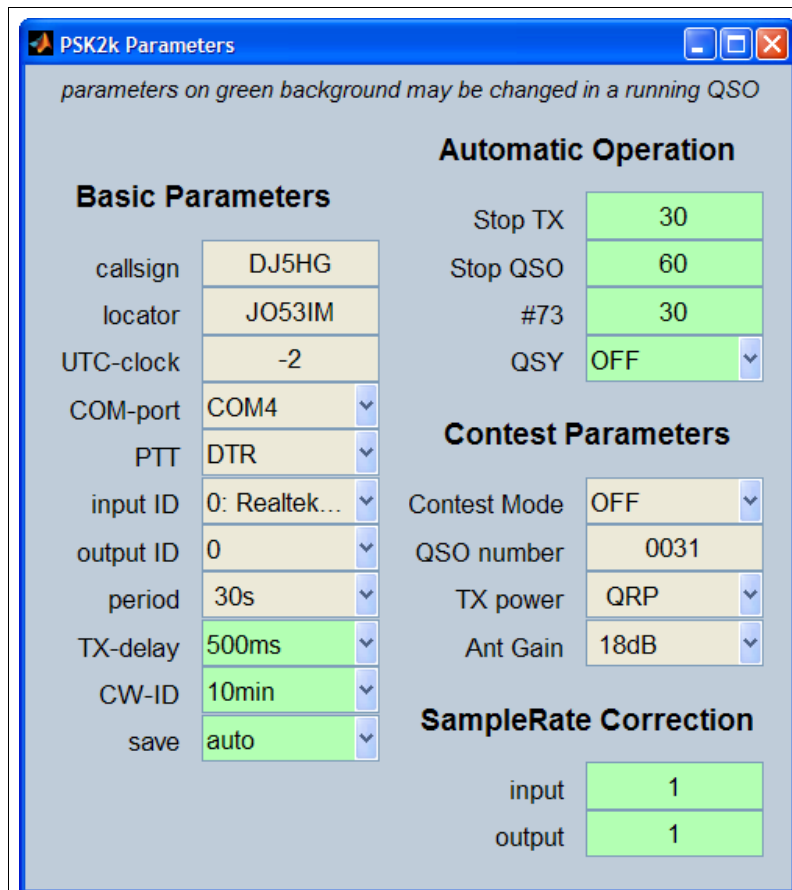 PSK2k Parameters
parameters on green background may be changed in a running QSO
Basic Parameters
callsign DJ5HG
locator JO53IM
UTC-clock -2
COM-port COM4
PTT DTR
input ID 0: Realtek...
output ID 0
period 30s
TX-delay 500ms
CW-ID 10min
save auto
Automatic Operation
Stop TX 30
Stop QSO 60
#73 30
QSY OFF
Contest Parameters
Contest Mode OFF
QSO number 0031
TX power QRP
Ant Gain 18dB
SampleRate Correction
input 1
output 1